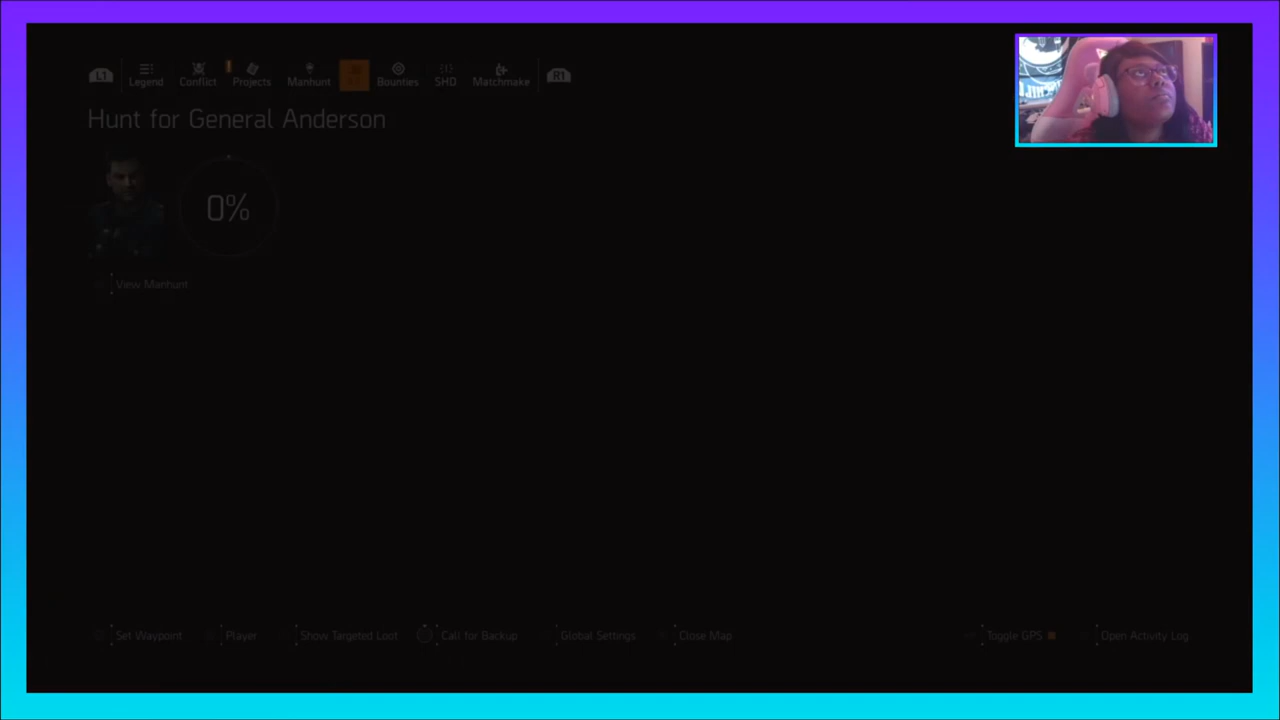 L1 Legend Conflict Projects Manhunt Bounties SHD Matchmake R1
Hunt for General Anderson
0%
View Manhunt
Set Waypoint Player Show Targeted Loot Call for Backup Global Settings Close Map Toggle GPS Open Activity Log